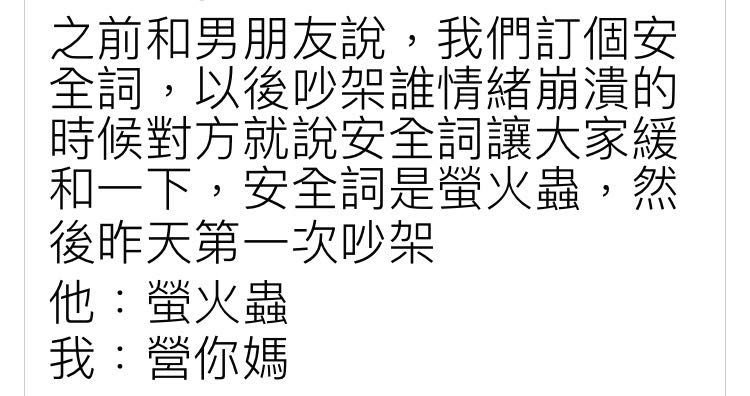 之前和男朋友說，我們訂個安
全詞，以後吵架誰情緒崩潰的
時候對方就說安全詞讓大家緩
和一下，安全詞是螢火蟲，然
後昨天第一次吵架
他：螢火蟲
我：營你媽